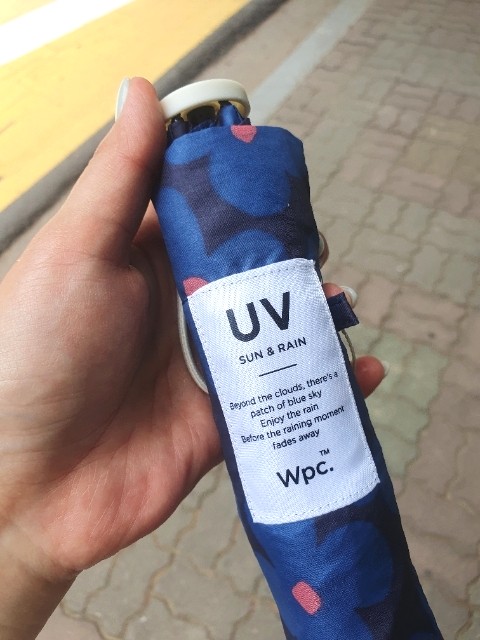 UV
SUN & RAIN
Beyond the clouds, there's a
patch of blue sky
Enjoy the rain
Before the raining moment
fades away
Wpc.™